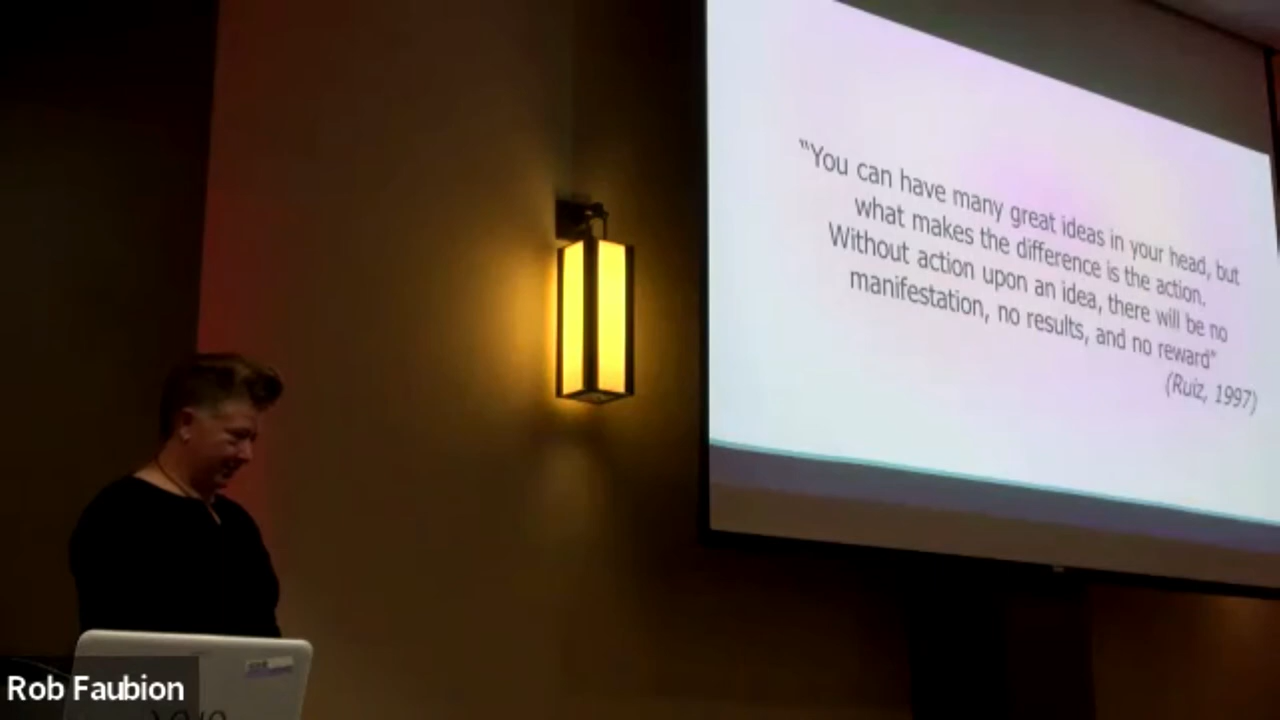 “You can have many great ideas in your head, but
what makes the difference is the action.
Without action upon an idea, there will be no
manifestation, no results, and no reward”
(Ruiz, 1997)
Rob Faubion